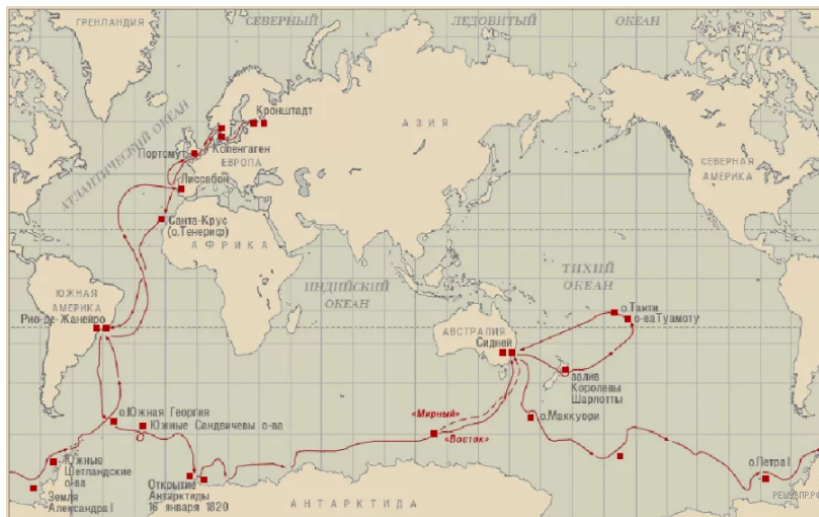 ГРЕНЛАНДИЯ
СЕВЕРНЫЙ
ЛЕДОВИТЫЙ
ОКЕАН
АТЛАНТИЧЕСКИЙ ОКЕАН
Кронштадт
Копенгаген
Портсмут
ЕВРОПА
АЗИЯ
Лиссабон
СЕВЕРНАЯ
АМЕРИКА
Санта-Крус
(о.Тенериф)
АФРИКА
ИНДИЙСКИЙ
ОКЕАН
ТИХИЙ
ОКЕАН
ЮЖНАЯ
АМЕРИКА
Рио-де-Жанейро
АВСТРАЛИЯ
Сидней
о.Таити
о-ва Туамоту
залив
Королевы
Шарлотты
о.Южная Георгия
Южные Сандвичевы о-ва
«Мирный»
«Восток»
о.Маккуори
Южные
Шетландские
о-ва
Земля
Александра I
Открытие
Антарктиды
16 января 1820
АНТАРКТИДА
о.Петра I
РЕШУВПР.РФ